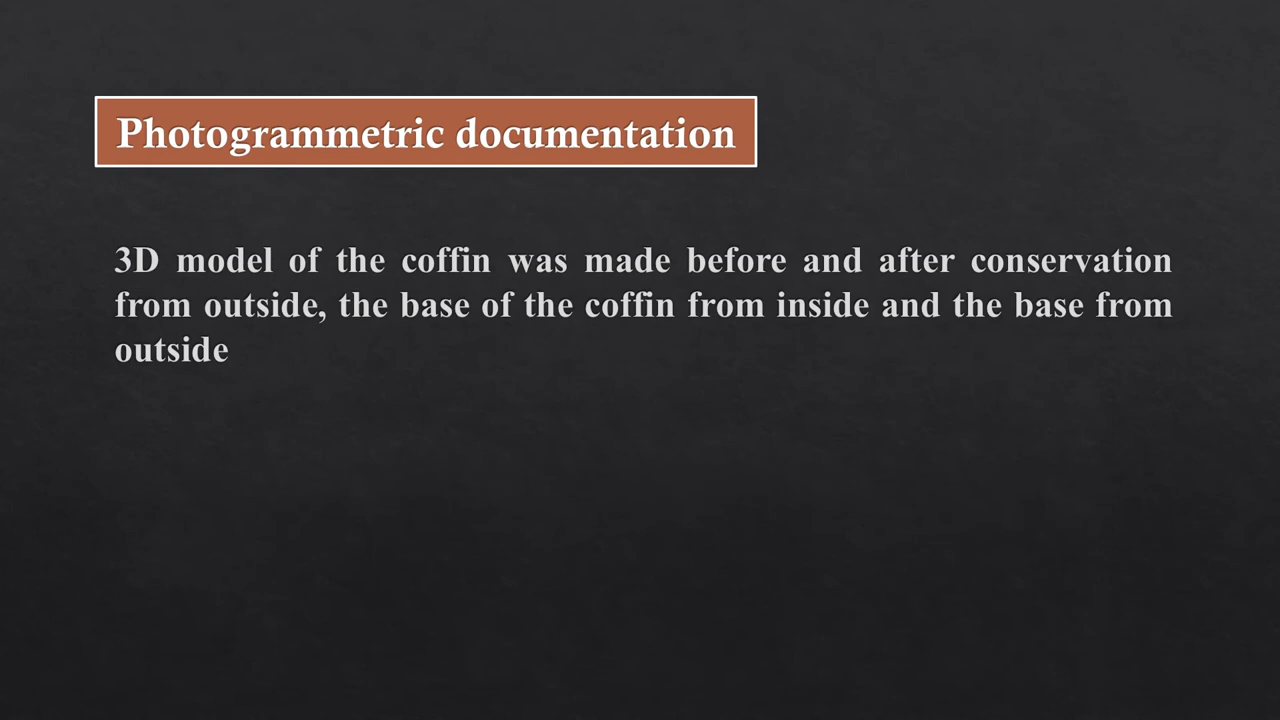 Photogrammetric documentation
3D model of the coffin was made before and after conservation
from outside, the base of the coffin from inside and the base from
outside